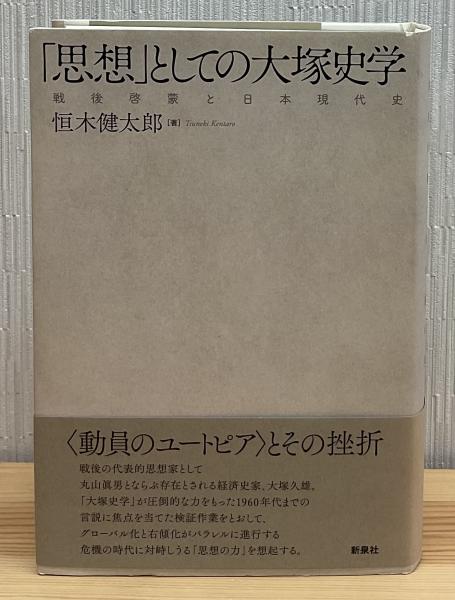 「思想」としての大塚史学
戦後啓蒙と日本現代史
恒木健太郎[著] Tsuneki Kentaro
〈動員のユートピア〉とその挫折
戦後の代表的思想家として
丸山眞男とならぶ存在とされる経済史家、大塚久雄。
「大塚史学」が圧倒的な力をもった1960年代までの
言説に焦点を当てた検証作業をとおして、
グローバル化と右傾化がパラレルに進行する
危機の時代に対峙しうる「思想の力」を想起する。
新泉社